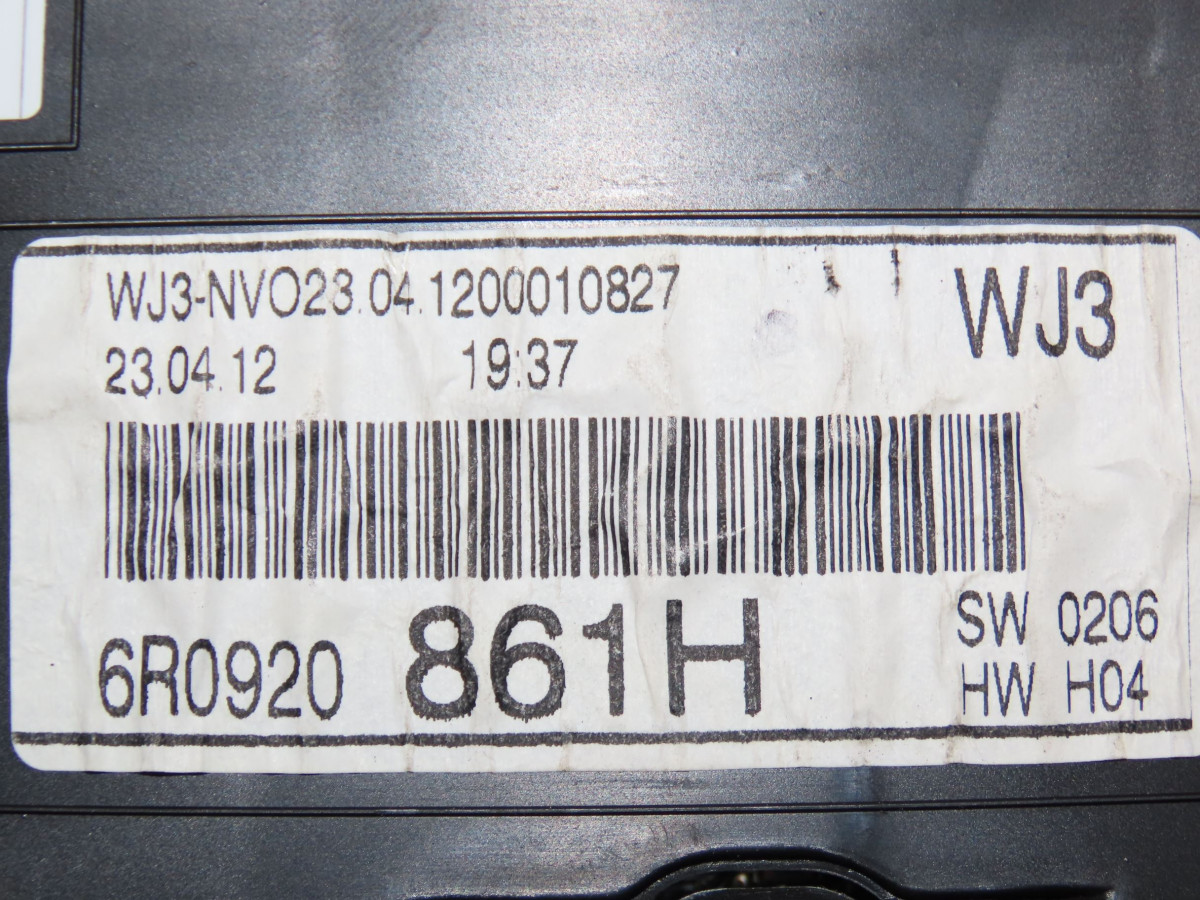 WJ3-NVO23.04.1200010827
WJ3
23.04.12 19:37
6R0920 861H
SW 0206
HW H04